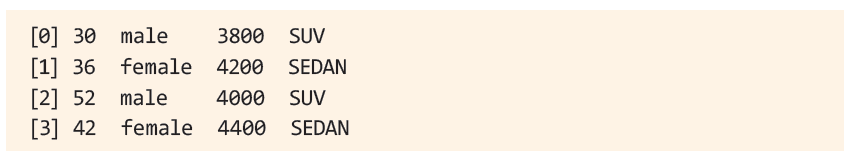 [0] 30 male 3800 SUV
[1] 36 female 4200 SEDAN
[2] 52 male 4000 SUV
[3] 42 female 4400 SEDAN